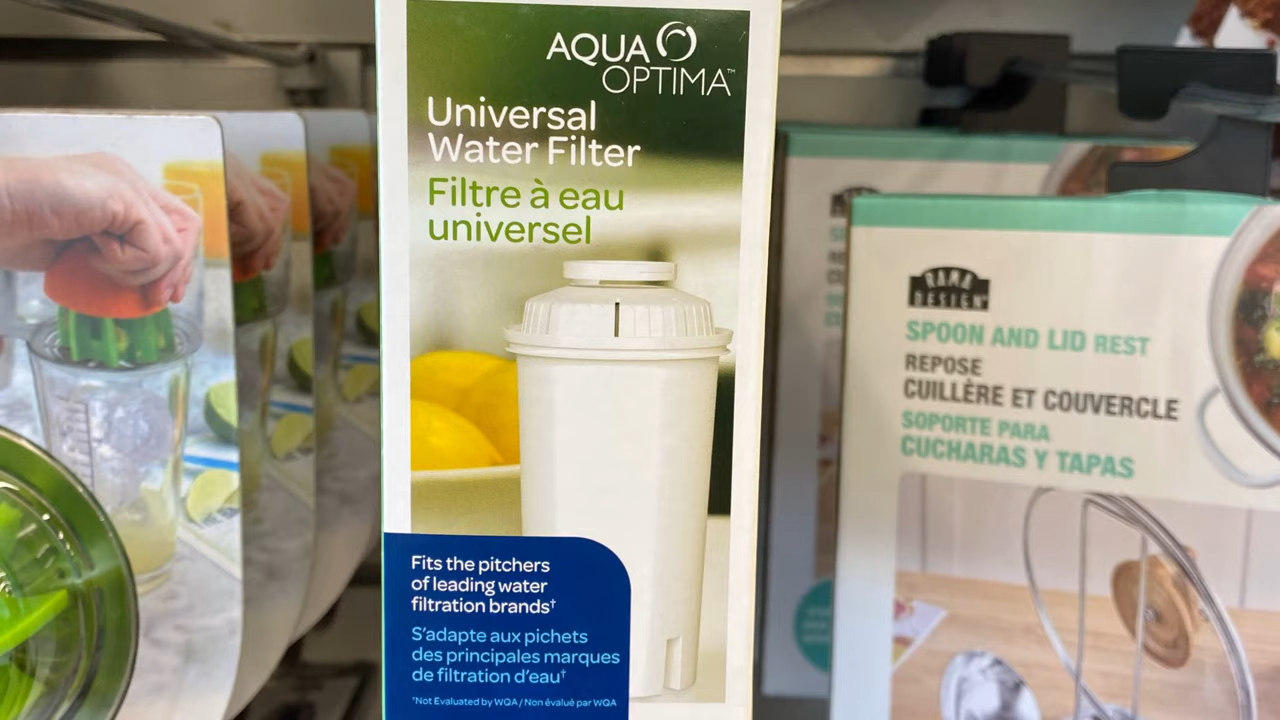 AQUA
OPTIMA™
Universal
Water Filter
Filtre à eau
universel
Fits the pitchers
of leading water
filtration brands†
S'adapte aux pichets
des principales marques
de filtration d'eau†
†Not Evaluated by WQA / Non évalué par WQA
RAMA
DESIGN
SPOON AND LID REST
REPOSE
CUILLÈRE ET COUVERCLE
SOPORTE PARA
CUCHARAS Y TAPAS